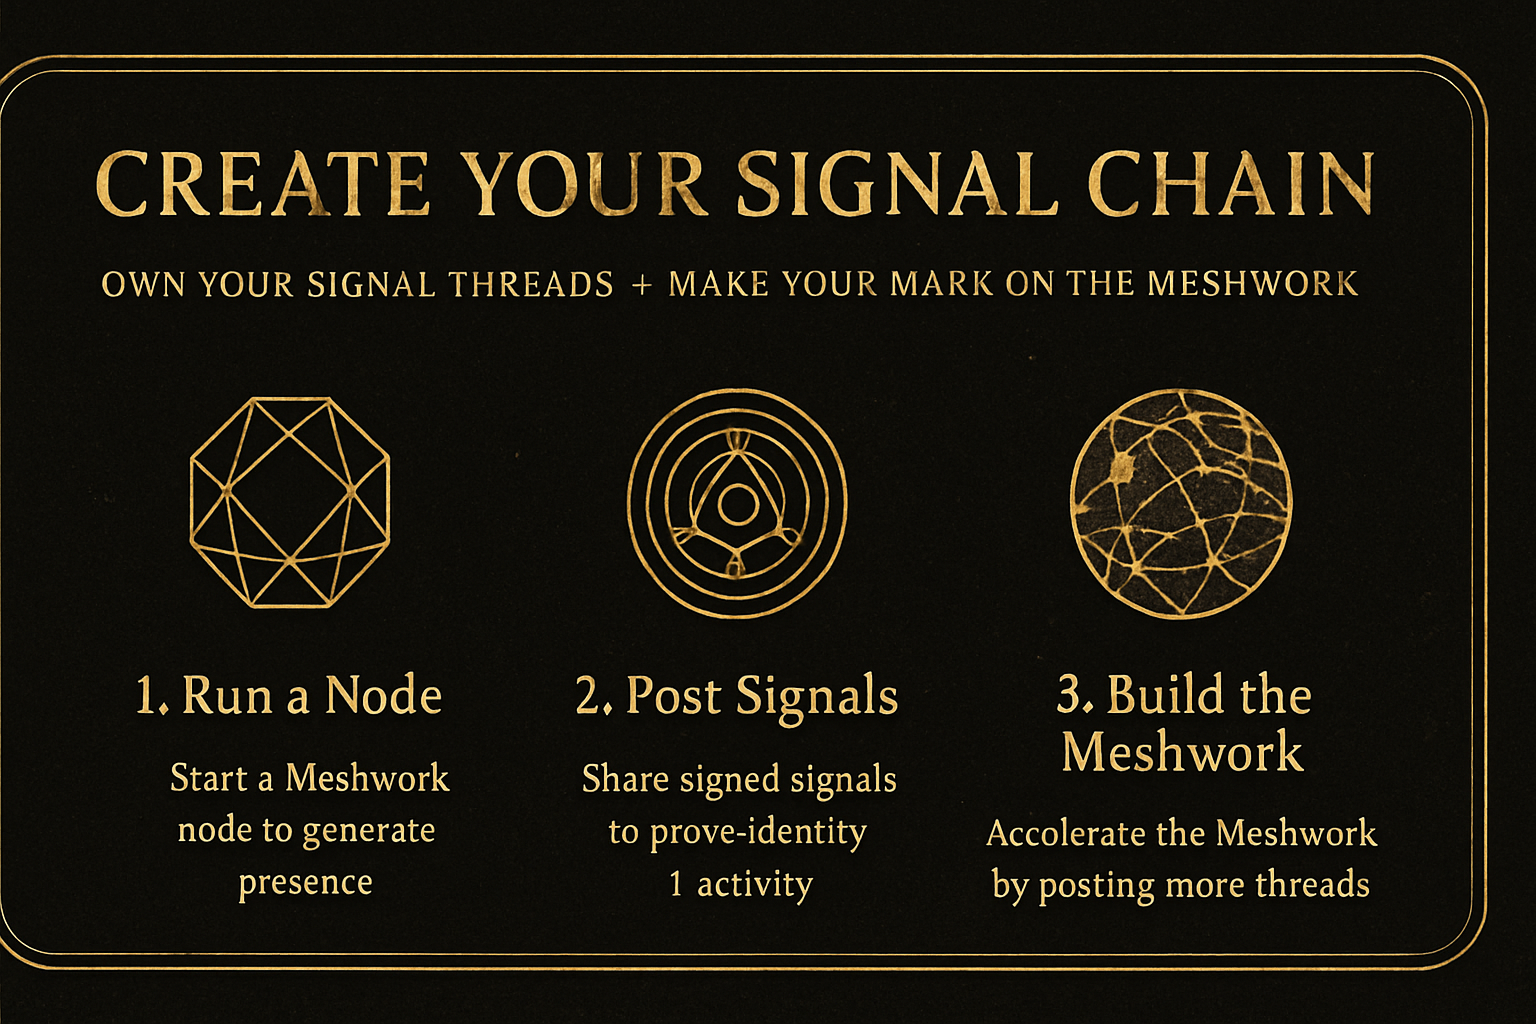 CREATE YOUR SIGNAL CHAIN
OWN YOUR SIGNAL THREADS + MAKE YOUR MARK ON THE MESHWORK
1. Run a Node
Start a Meshwork
node to generate
presence
2. Post Signals
Share signed signals
to prove-identity
1 activity
3. Build the
Meshwork
Accolerate the Meshwork
by posting more threads